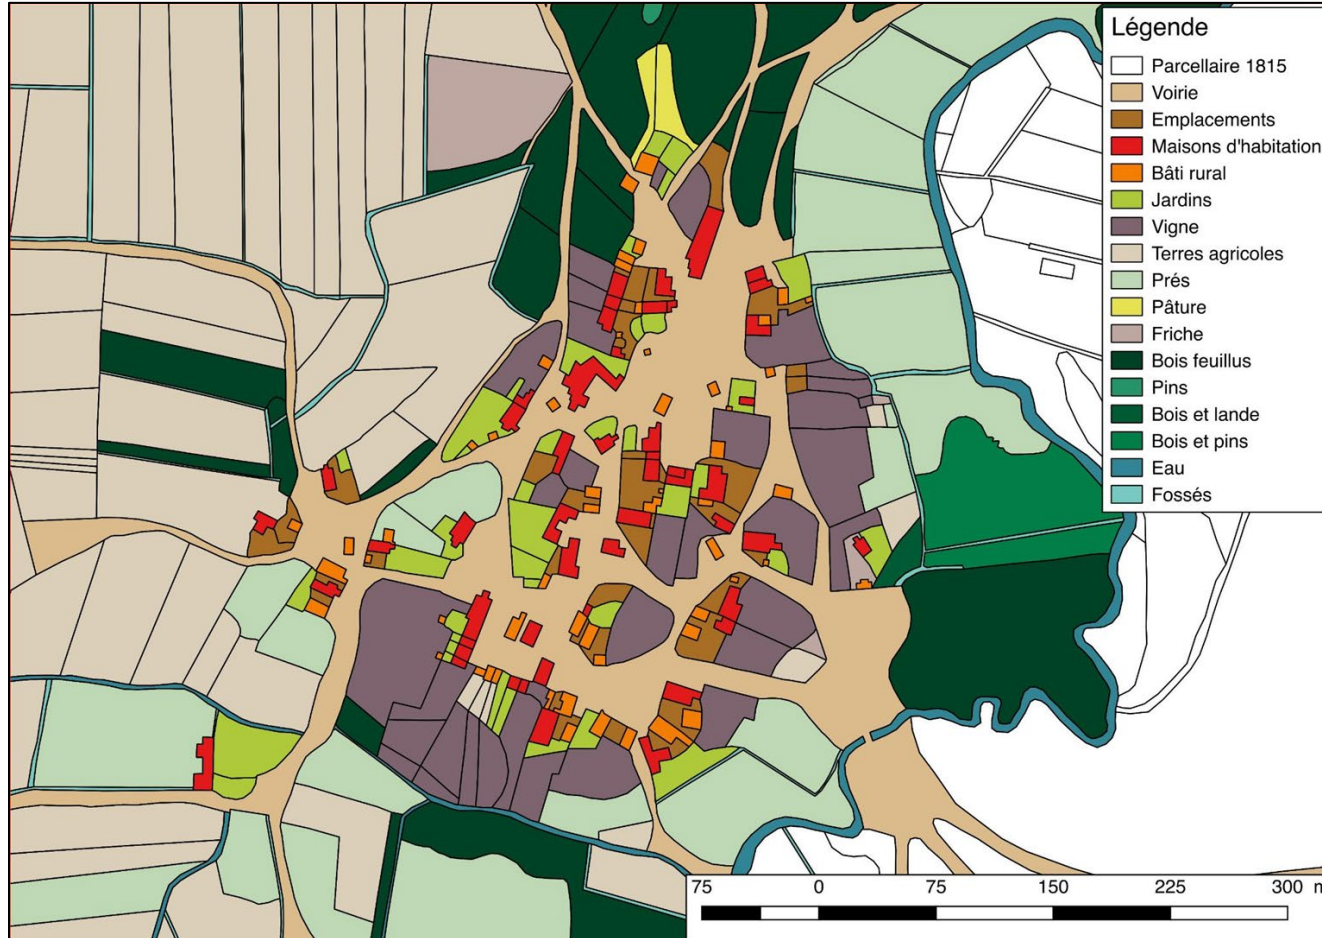 Légende
Parcellaire 1815
Voirie
Emplacements
Maisons d'habitation
Bâti rural
Jardins
Vigne
Terres agricoles
Prés
Pâture
Friche
Bois feuillus
Pins
Bois et lande
Bois et pins
Eau
Fossés
75 0 75 150 225 300 m